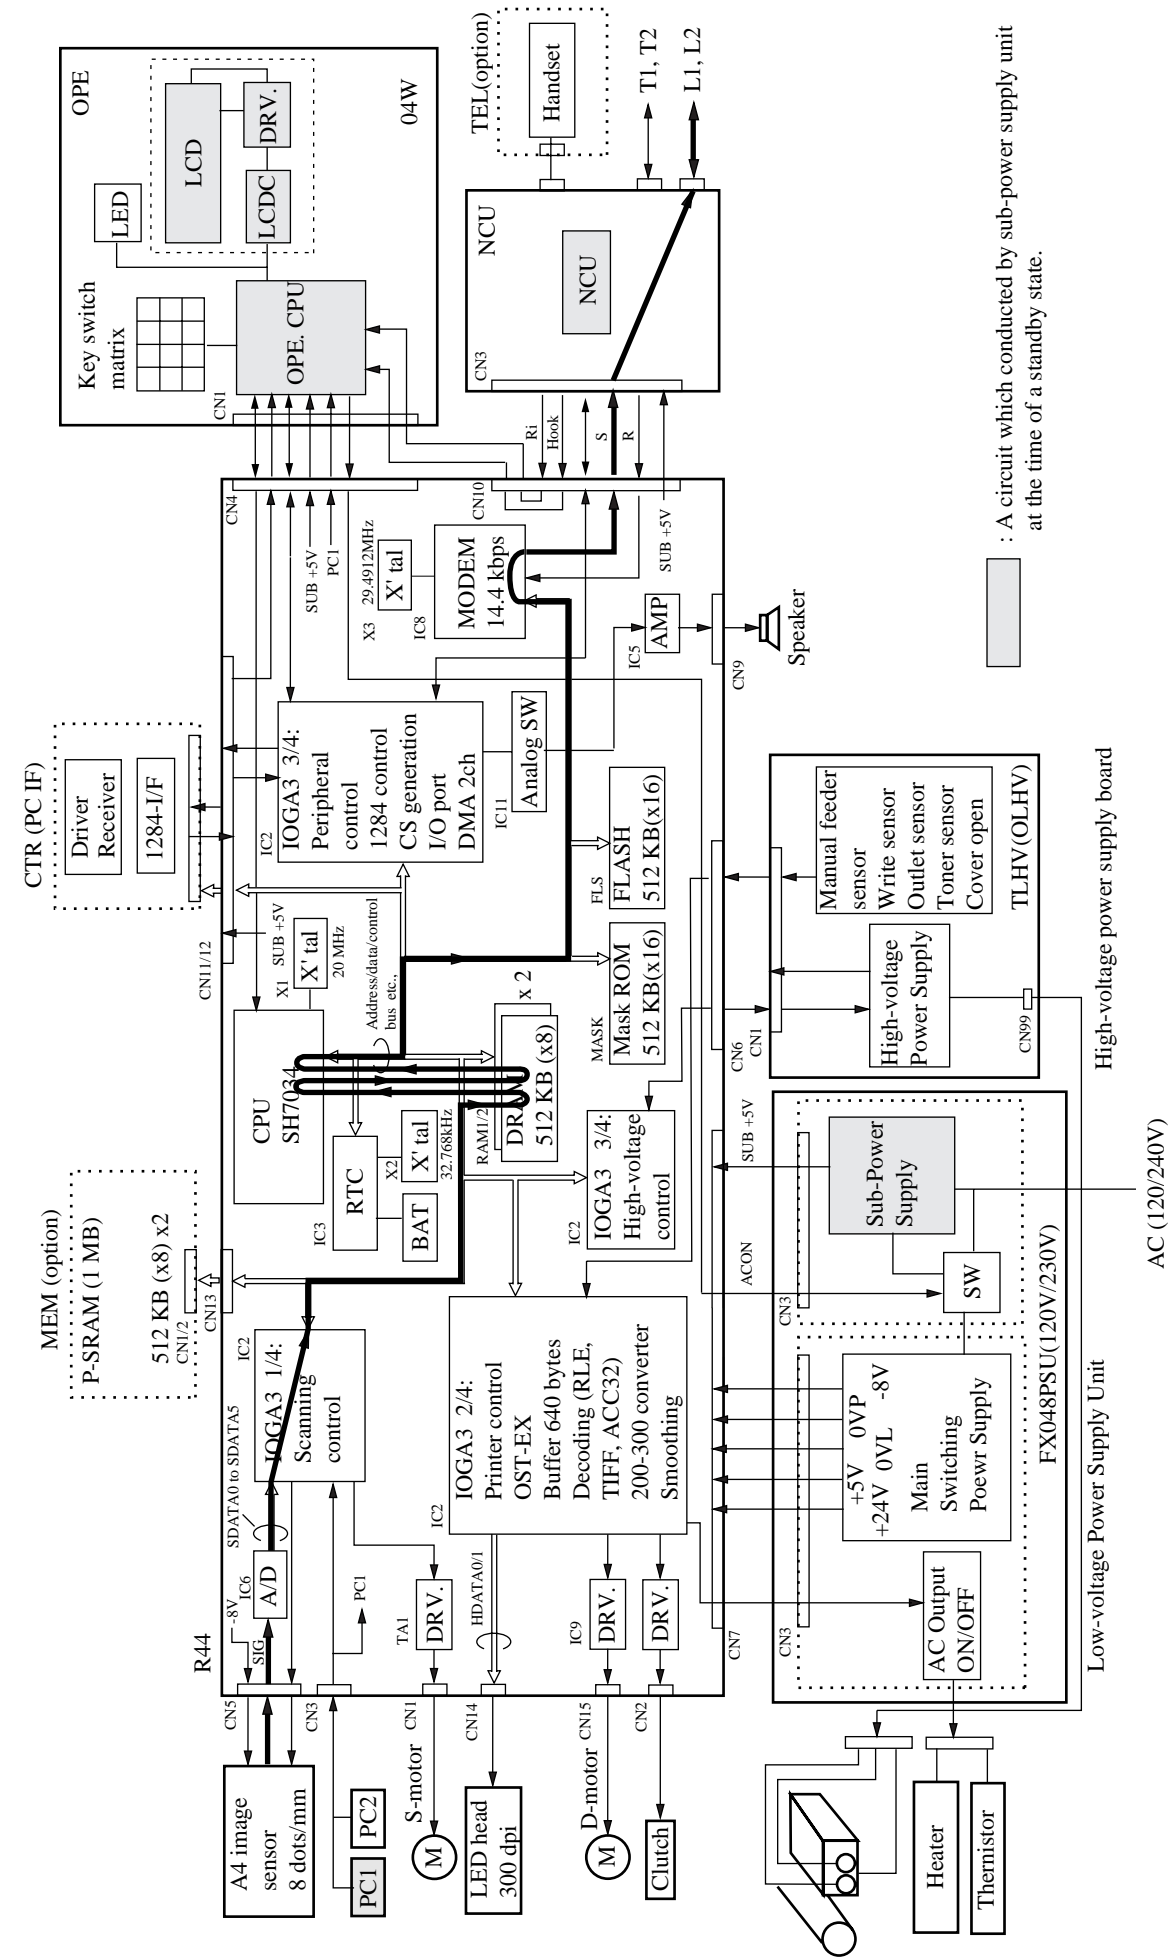 A4 image
sensor
8 dots/mm
PC1
PC2
S-motor
M
LED head
300 dpi
D-motor
M
Clutch
Heater
Thernistor
R44
CN5
-8V
SIG
CN3
PC1
CN1
CN14
CN15
CN2
IC6
A/D
SDATA0 to SDATA5
TA1
DRV.
HDATA0/1
IC9
DRV.
DRV.
IC2
IOGA3 1/4:
Scanning
control
IC2
IOGA3 2/4:
Printer control
OST-EX
Buffer 640 bytes
Decoding (RLE,
TIFF, ACC32)
200-300 converter
Smoothing
MEM (option)
P-SRAM (1 MB)
512 KB (x8) x2
CN1/2
CN13
CPU
SH7034
IC3
RTC
BAT
X2
X' tal
32.768kHz
RAM1/2
DRAM
512 KB (x8)
x 2
IC2
IOGA3 3/4:
High-voltage
control
X1
X' tal
20 MHz
SUB +5V
CN11/12
Address/data/control
bus etc.,
MASK
Mask ROM
512 KB(x16)
FLS
FLASH
512 KB(x16)
CTR (PC IF)
Driver
Receiver
1284-I/F
IC2
IOGA3 3/4:
Peripheral
control
1284 control
CS generation
I/O port
DMA 2ch
IC11
Analog SW
IC5
AMP
CN9
Speaker
X3
X' tal
29.4912MHz
IC8
MODEM
14.4 kbps
SUB +5V
PC1
CN4
CN10
SUB +5V
Ri
Hook
S
R
OPE
04W
Key switch
matrix
CN1
OPE. CPU
LED
LCD
LCDC
DRV.
NCU
CN3
NCU
TEL(option)
Handset
T1, T2
L1, L2
CN7
CN3
AC Output
ON/OFF
+5V 0VP
+24V 0VL -8V
Main
Switching
Poewr Supply
ACON
SUB +5V
CN3
SW
Sub-Power
Supply
FX048PSU(120V/230V)
Low-voltage Power Supply Unit
AC (120/240V)
CN6
CN1
High-voltage
Power Supply
CN99
Manual feeder
sensor
Write sensor
Outlet sensor
Toner sensor
Cover open
TLHV(OLHV)
High-voltage power supply board
: A circuit which conducted by sub-power supply unit
at the time of a standby state.